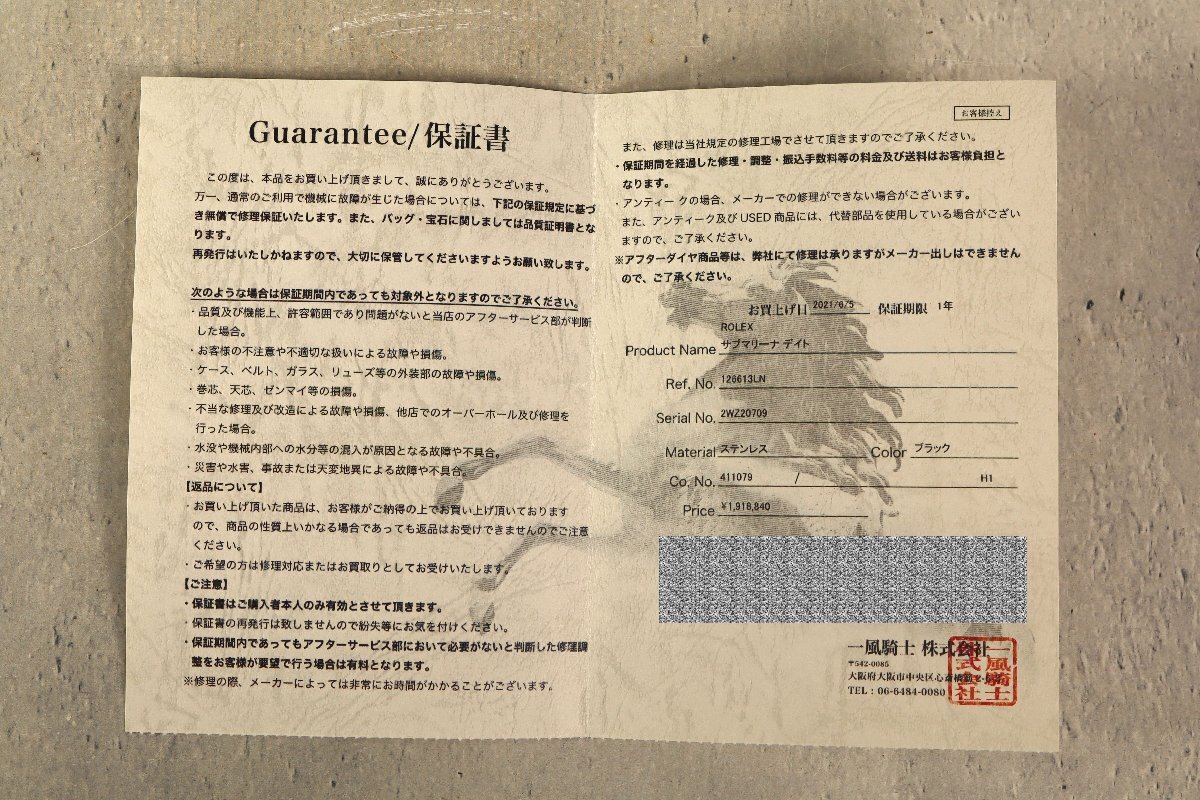 Guarantee/保証書
この度は、本品をお買い上げ頂きまして、誠にありがとうございます。
万一、通常のご利用で機械に故障が生じた場合については、下記の保証規定に基づ
き無償で修理保証いたします。また、バッグ・宝石に関しましては品質証明書とな
ります。
再発行はいたしかねますので、大切に保管してくださいますようお願い致します。
次のような場合は保証期間内であっても対象外となりますのでご了承ください。
・品質及び機能上、許容範囲であり問題がないと当店のアフターサービス部が判断
した場合。
・お客様の不注意や不適切な扱いによる故障や損傷。
・ケース、ベルト、ガラス、リューズ等の外装部の故障や損傷。
・巻芯、天芯、ゼンマイ等の損傷。
・不当な修理及び改造による故障や損傷、他店でのオーバーホール及び修理を
行った場合。
・水没や機械内部への水分等の混入が原因となる故障や不具合。
・災害や水害、事故または天変地異による故障や不具合。
【返品について】
・お買い上げ頂いた商品は、お客様がご納得の上でお買い上げ頂いております
ので、商品の性質上いかなる場合であっても返品はお受けできませんのでご注意
ください。
・ご希望の方は修理対応またはお買取りとしてお受けいたします。
【ご注意】
・保証書はご購入者本人のみ有効とさせて頂きます。
・保証書の再発行は致しませんので紛失等にお気を付けください。
・保証期間内であってもアフターサービス部において必要がないと判断した修理調
整をお客様が要望で行う場合は有料となります。
※修理の際、メーカーによっては非常にお時間がかかることがございます。
お客様控え
また、修理は当社規定の修理工場でさせて頂きますのでご了承ください。
・保証期間を経過した修理・調整・振込手数料等の料金及び送料はお客様負担と
なります。
・アンティークの場合、メーカーでの修理ができない場合がございます。
また、アンティーク及びUSED商品には、代替部品を使用している場合がござい
ますので、ご了承ください。
※アフターダイヤ商品等は、弊社にて修理は承りますがメーカー出しはできません
ので、ご了承ください。
お買上げ日 2021/6/5 保証期限 1年
ROLEX
Product Name サブマリーナ デイト
Ref. No. 126613LN
Serial No. 2WZ20709
Material ステンレス Color ブラック
Co. No. 411079 / H1
Price ¥1,918,840
一風騎士 株式会社
〒542-0085
大阪府大阪市中央区心斎橋筋
TEL : 06-6484-0080
一風騎士
株式会社